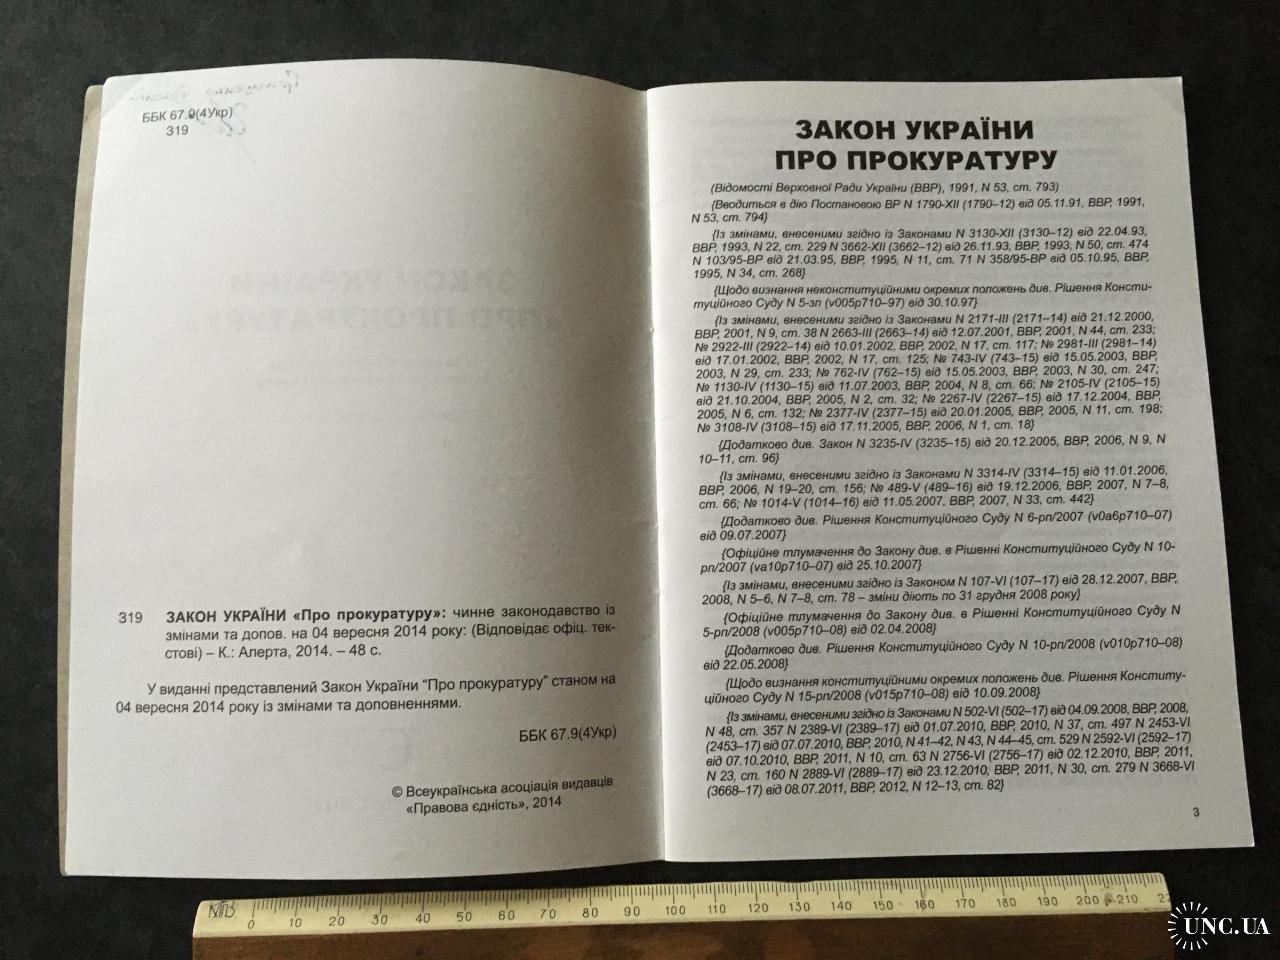 ББК 67.9(4Укр)
319
319 ЗАКОН УКРАЇНИ «Про прокуратуру»: чинне законодавство із
змінами та допов. на 04 вересня 2014 року: (Відповідає офіц. тек-
стові) – К.: Алерта, 2014. – 48 с.
У виданні представлений Закон України "Про прокуратуру" станом на
04 вересня 2014 року із змінами та доповненнями.
ББК 67.9(4Укр)
© Всеукраїнська асоціація видавців
«Правова єдність», 2014
ЗАКОН УКРАЇНИ
ПРО ПРОКУРАТУРУ
(Відомості Верховної Ради України (ВВР), 1991, N 53, ст. 793)
{Вводиться в дію Постановою ВР N 1790-XII (1790–12) від 05.11.91, ВВР, 1991,
N 53, ст. 794}
{Із змінами, внесеними згідно із Законами N 3130-XII (3130–12) від 22.04.93,
ВВР, 1993, N 22, ст. 229 N 3662-XII (3662–12) від 26.11.93, ВВР, 1993, N 50, ст. 474
N 103/95-ВР від 21.03.95, ВВР, 1995, N 11, ст. 71 N 358/95-ВР від 05.10.95, ВВР,
1995, N 34, ст. 268}
{Щодо визнання неконституційними окремих положень див. Рішення Консти-
туційного Суду N 5-зп (v005p710–97) від 30.10.97}
{Із змінами, внесеними згідно із Законами N 2171-III (2171–14) від 21.12.2000,
ВВР, 2001, N 9, ст. 38 N 2663-III (2663–14) від 12.07.2001, ВВР, 2001, N 44, ст. 233;
№ 2922-III (2922–14) від 10.01.2002, ВВР, 2002, N 17, ст. 117; № 2981-III (2981–14)
від 17.01.2002, ВВР, 2002, N 17, ст. 125; № 743-IV (743–15) від 15.05.2003, ВВР,
2003, N 29, ст. 233; № 762-IV (762–15) від 15.05.2003, ВВР, 2003, N 30, ст. 247;
№ 1130-IV (1130–15) від 11.07.2003, ВВР, 2004, N 8, ст. 66; № 2105-IV (2105–15)
від 21.10.2004, ВВР, 2005, N 2, ст. 32; № 2267-IV (2267–15) від 17.12.2004, ВВР,
2005, N 6, ст. 132; № 2377-IV (2377–15) від 20.01.2005, ВВР, 2005, N 11, ст. 198;
№ 3108-IV (3108–15) від 17.11.2005, ВВР, 2006, N 1, ст. 18}
{Додатково див. Закон N 3235-IV (3235–15) від 20.12.2005, ВВР, 2006, N 9, N
10–11, ст. 96}
{Із змінами, внесеними згідно із Законами N 3314-IV (3314–15) від 11.01.2006,
ВВР, 2006, N 19–20, ст. 156; № 489-V (489–16) від 19.12.2006, ВВР, 2007, N 7–8,
ст. 66; № 1014-V (1014–16) від 11.05.2007, ВВР, 2007, N 33, ст. 442}
{Додатково див. Рішення Конституційного Суду N 6-рп/2007 (v0a6p710–07)
від 09.07.2007}
{Офіційне тлумачення до Закону див. в Рішенні Конституційного Суду N 10-
рп/2007 (va10p710–07) від 25.10.2007}
{Із змінами, внесеними згідно із Законом N 107-VI (107–17) від 28.12.2007, ВВР,
2008, N 5–6, N 7–8, ст. 78 – зміни діють по 31 грудня 2008 року}
{Офіційне тлумачення до Закону див. в Рішенні Конституційного Суду N
5-рп/2008 (v005p710–08) від 02.04.2008}
{Додатково див. Рішення Конституційного Суду N 10-рп/2008 (v010p710–08)
від 22.05.2008}
{Щодо визнання конституційними окремих положень див. Рішення Конститу-
ційного Суду N 15-рп/2008 (v015p710–08) від 10.09.2008}
{Із змінами, внесеними згідно із Законами N 502-VI (502–17) від 04.09.2008, ВВР, 2008,
N 48, ст. 357 N 2389-VI (2389–17) від 01.07.2010, ВВР, 2010, N 37, ст. 497 N 2453-VI
(2453–17) від 07.07.2010, ВВР, 2010, N 41–42, N 43, N 44–45, ст. 529 N 2592-VI (2592–17)
від 07.10.2010, ВВР, 2011, N 10, ст. 63 N 2756-VI (2756–17) від 02.12.2010, ВВР, 2011,
N 23, ст. 160 N 2889-VI (2889–17) від 23.12.2010, ВВР, 2011, N 30, ст. 279 N 3668-VI
(3668–17) від 08.07.2011, ВВР, 2012, N 12–13, ст. 82}
3
0 10 20 30 40 50 60 70 80 90 100 110 120 130 140 150 160 170 180 190 200 210
UNC.UA